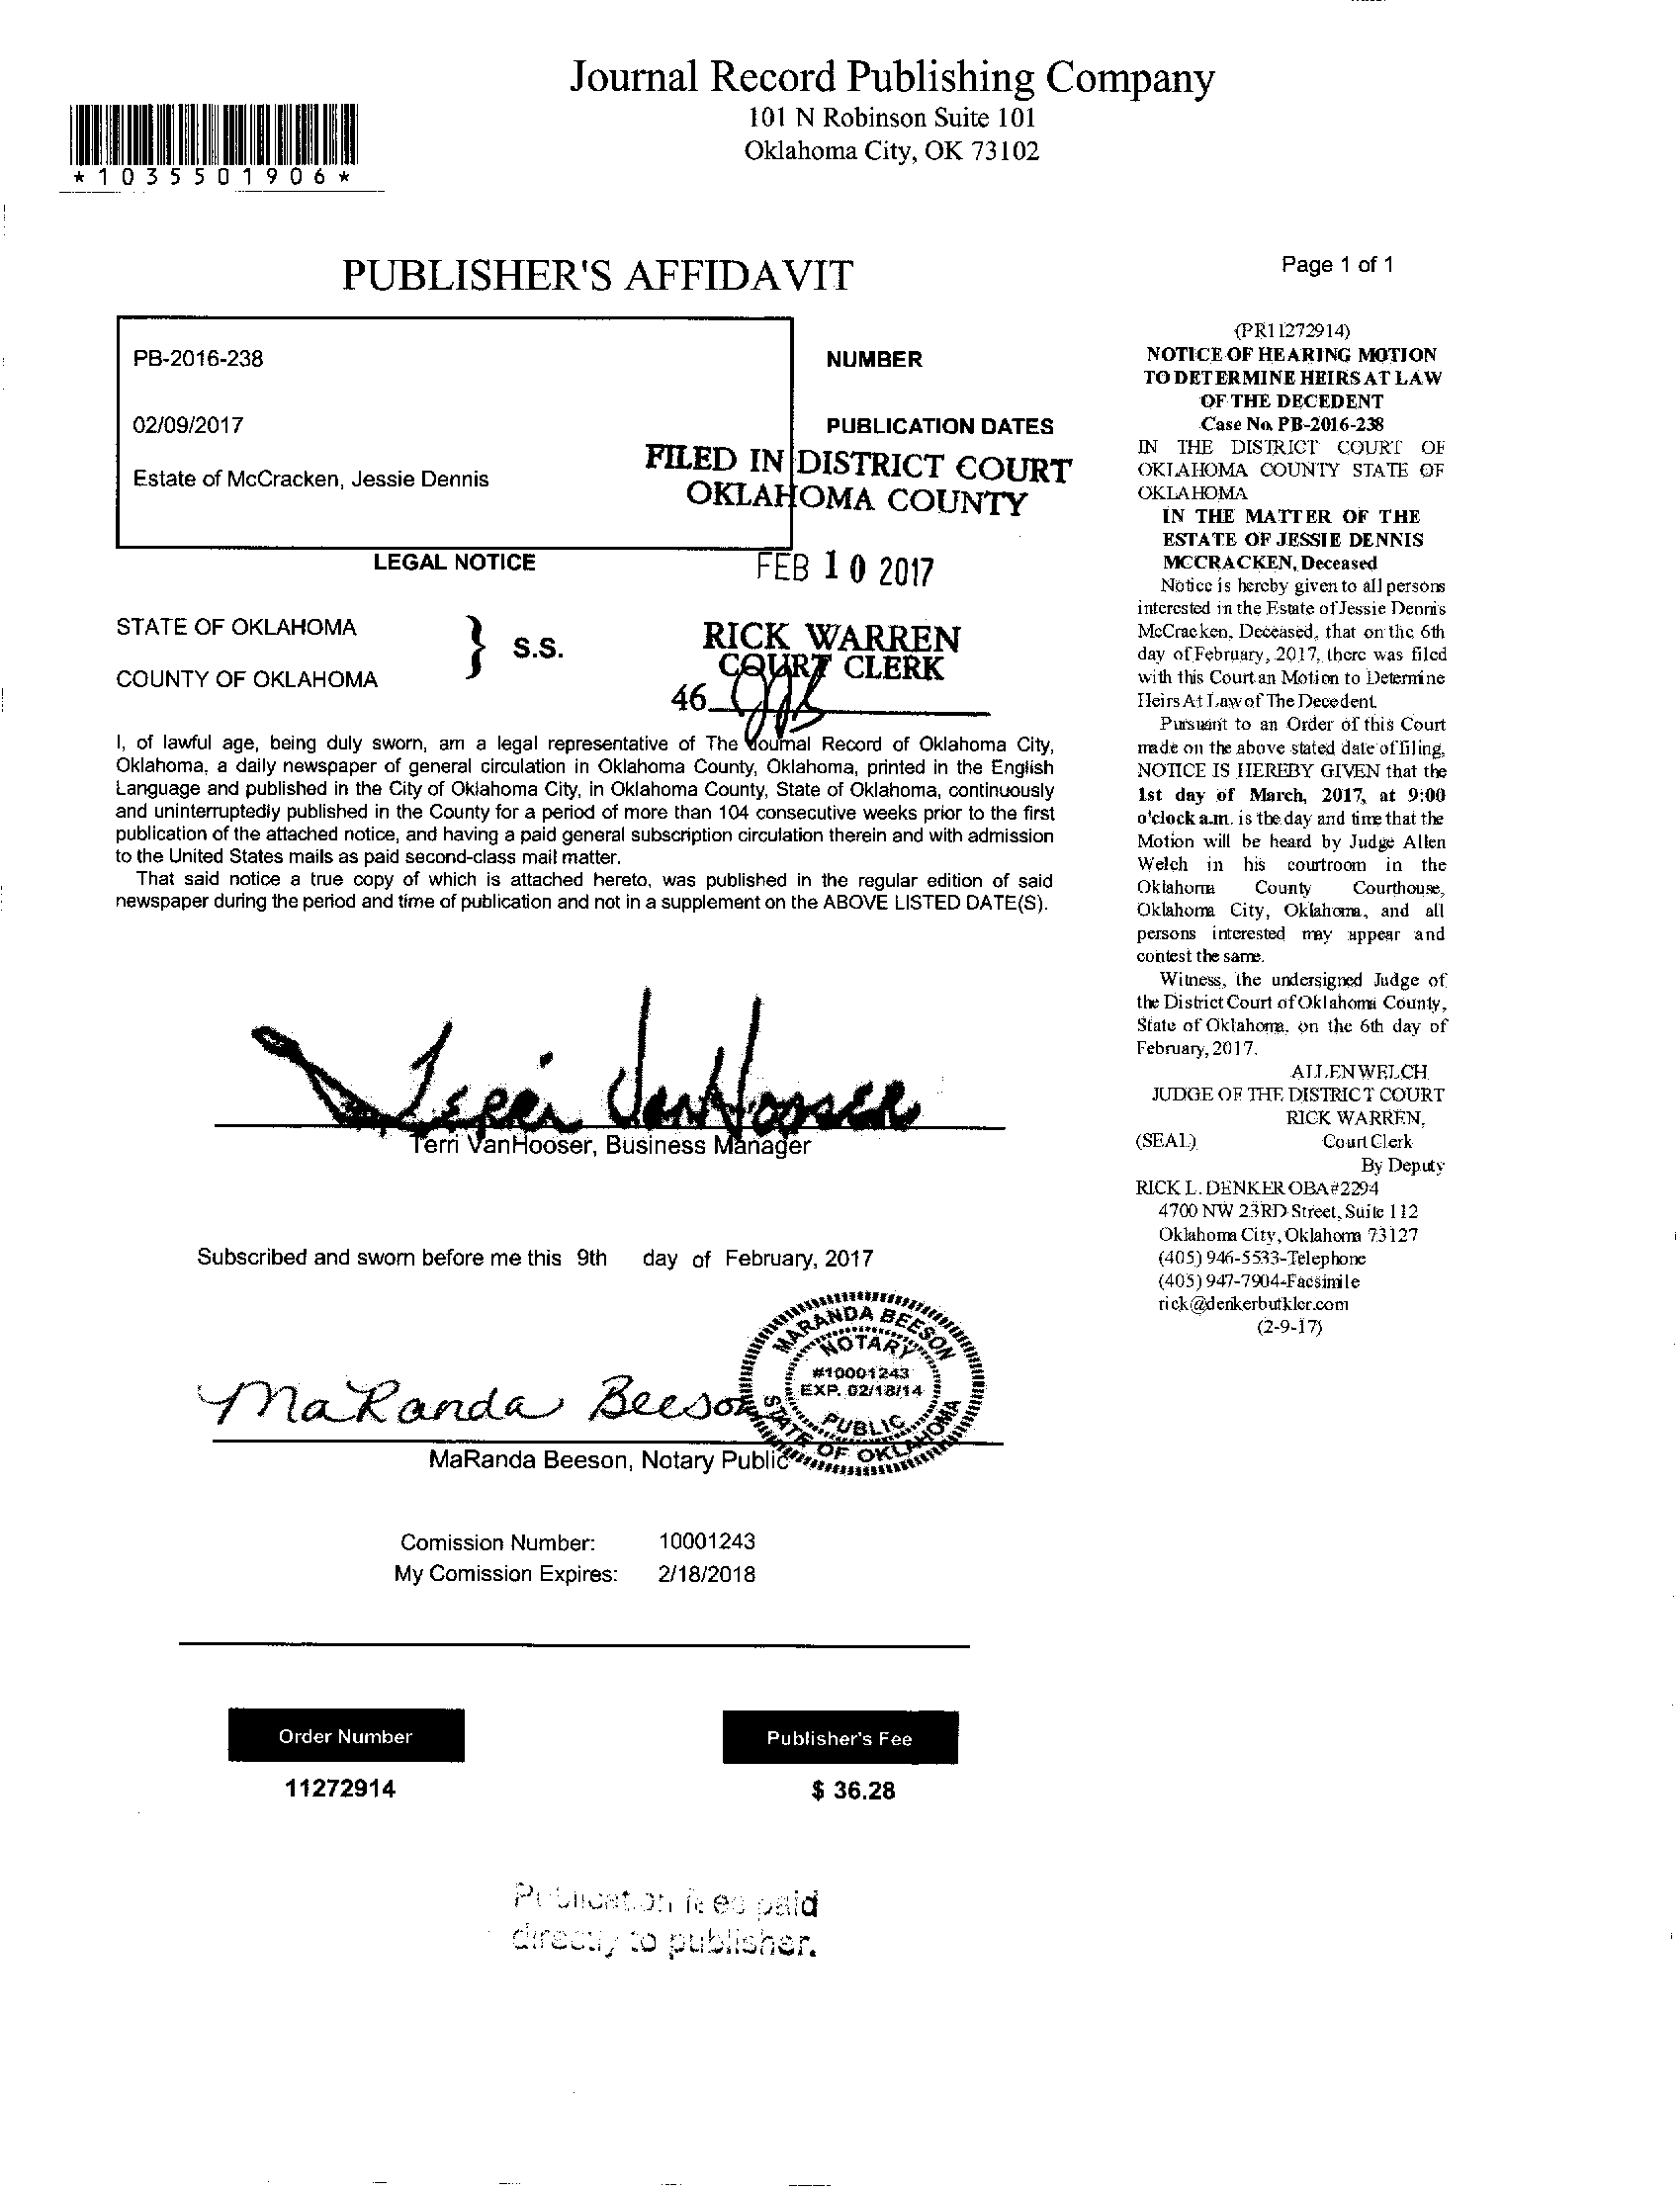 Journal Record Publishing Company
101 N Robinson Suite 101
Oklahoma City, OK 73102
*1035501906*
PUBLISHER'S AFFIDAVIT
PB-2016-238
NUMBER
02/09/2017
PUBLICATION DATES
Estate of McCracken, Jessie Dennis
FILED IN DISTRICT COURT
OKLAHOMA COUNTY
LEGAL NOTICE
FEB 10 2017
STATE OF OKLAHOMA
} S.S.
COUNTY OF OKLAHOMA
RICK WARREN
COURT CLERK
46
I, of lawful age, being duly sworn, am a legal representative of The Journal Record of Oklahoma City,
Oklahoma, a daily newspaper of general circulation in Oklahoma County, Oklahoma, printed in the English
Language and published in the City of Oklahoma City, in Oklahoma County, State of Oklahoma, continuously
and uninterruptedly published in the County for a period of more than 104 consecutive weeks prior to the first
publication of the attached notice, and having a paid general subscription circulation therein and with admission
to the United States mails as paid second-class mail matter.
That said notice a true copy of which is attached hereto, was published in the regular edition of said
newspaper during the period and time of publication and not in a supplement on the ABOVE LISTED DATE(S).
Terri VanHooser
Terri VanHooser, Business Manager
Subscribed and sworn before me this 9th day of February, 2017
MaRanda Beeson
MARANDA BEESON
NOTARY
#10001243
EXP. 02/18/14
PUBLIC
STATE OF OKLAHOMA
MaRanda Beeson, Notary Public
Comission Number: 10001243
My Comission Expires: 2/18/2018
Order Number
Publisher's Fee
11272914
$ 36.28
Publication fees paid
directly to publisher.
Page 1 of 1
(PR11272914)
NOTICE OF HEARING MOTION
TO DETERMINE HEIRS AT LAW
OF THE DECEDENT
Case No. PB-2016-238
IN THE DISTRICT COURT OF
OKLAHOMA COUNTY STATE OF
OKLAHOMA
IN THE MATTER OF THE
ESTATE OF JESSIE DENNIS
MCCRACKEN, Deceased
Notice is hereby given to all persons
interested in the Estate of Jessie Dennis
McCracken, Deceased, that on the 6th
day of February, 2017, there was filed
with this Court an Motion to Determine
Heirs At Law of The Decedent.
Pursuant to an Order of this Court
made on the above stated date of filing,
NOTICE IS HEREBY GIVEN that the
1st day of March, 2017, at 9:00
o'clock a.m. is the day and time that the
Motion will be heard by Judge Allen
Welch in his courtroom in the
Oklahoma County Courthouse,
Oklahoma City, Oklahoma, and all
persons interested may appear and
contest the same.
Witness, the undersigned Judge of
the District Court of Oklahoma County,
State of Oklahoma, on the 6th day of
February, 2017.
ALLEN WELCH
JUDGE OF THE DISTRICT COURT
RICK WARREN,
(SEAL) Court Clerk
By Deputy
RICK L. DENKER OBA#2294
4700 NW 23RD Street, Suite 112
Oklahoma City, Oklahoma 73127
(405) 946-5533-Telephone
(405) 947-7904-Facsimile
rick@denkerbutkler.com
(2-9-17)